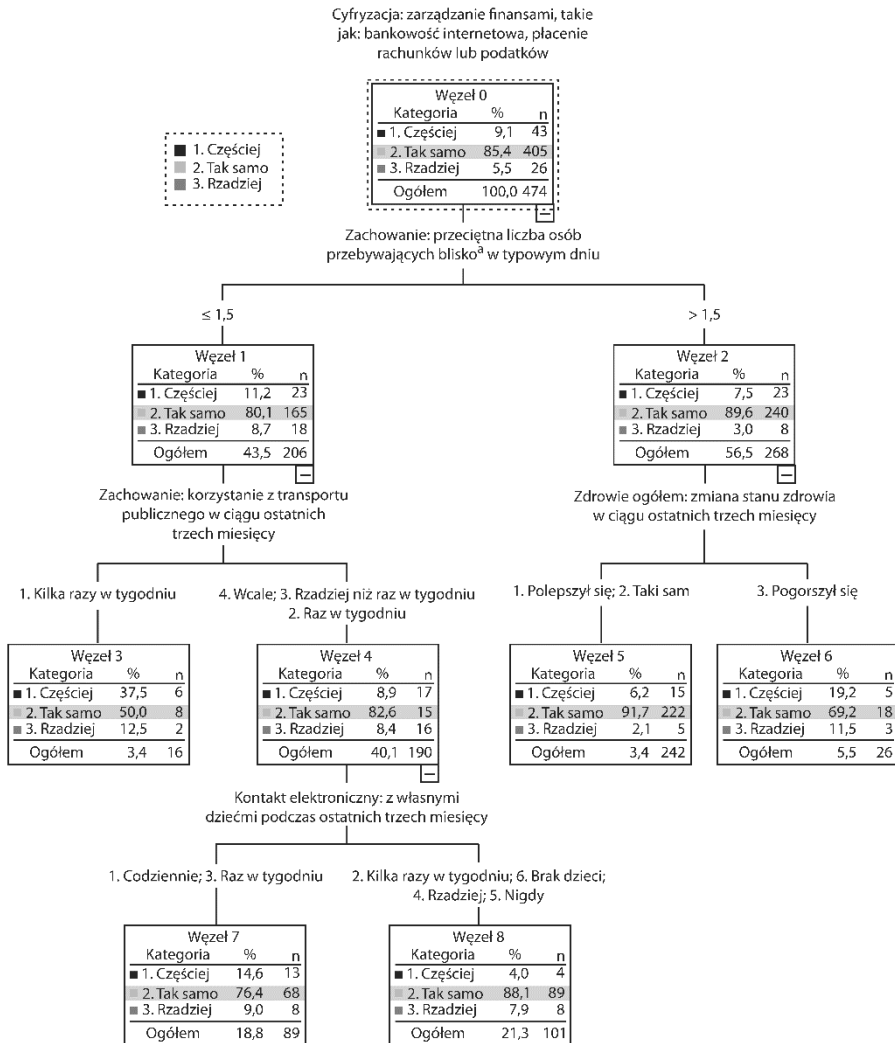 Cyfryzacja: zarządzanie finansami, takie
jak: bankowość internetowa, płacenie
rachunków lub podatków
Węzeł 0
Kategoria % n
1. Częściej 9,1 43
2. Tak samo 85,4 405
3. Rzadziej 5,5 26
Ogółem 100,0 474
1. Częściej
2. Tak samo
3. Rzadziej
Zachowanie: przeciętna liczba osób
przebywających blisko^a w typowym dniu
≤ 1,5
> 1,5
Węzeł 1
Kategoria % n
1. Częściej 11,2 23
2. Tak samo 80,1 165
3. Rzadziej 8,7 18
Ogółem 43,5 206
Węzeł 2
Kategoria % n
1. Częściej 7,5 23
2. Tak samo 89,6 240
3. Rzadziej 3,0 8
Ogółem 56,5 268
Zachowanie: korzystanie z transportu
publicznego w ciągu ostatnich
trzech miesięcy
Zdrowie ogółem: zmiana stanu zdrowia
w ciągu ostatnich trzech miesięcy
1. Kilka razy w tygodniu
4. Wcale; 3. Rzadziej niż raz w tygodniu
2. Raz w tygodniu
1. Polepszył się; 2. Taki sam
3. Pogorszył się
Węzeł 3
Kategoria % n
1. Częściej 37,5 6
2. Tak samo 50,0 8
3. Rzadziej 12,5 2
Ogółem 3,4 16
Węzeł 4
Kategoria % n
1. Częściej 8,9 17
2. Tak samo 82,6 15
3. Rzadziej 8,4 16
Ogółem 40,1 190
Węzeł 5
Kategoria % n
1. Częściej 6,2 15
2. Tak samo 91,7 222
3. Rzadziej 2,1 5
Ogółem 3,4 242
Węzeł 6
Kategoria % n
1. Częściej 19,2 5
2. Tak samo 69,2 18
3. Rzadziej 11,5 3
Ogółem 5,5 26
Kontakt elektroniczny: z własnymi
dziećmi podczas ostatnich trzech miesięcy
1. Codziennie; 3. Raz w tygodniu
2. Kilka razy w tygodniu; 6. Brak dzieci;
4. Rzadziej; 5. Nigdy
Węzeł 7
Kategoria % n
1. Częściej 14,6 13
2. Tak samo 76,4 68
3. Rzadziej 9,0 8
Ogółem 18,8 89
Węzeł 8
Kategoria % n
1. Częściej 4,0 4
2. Tak samo 88,1 89
3. Rzadziej 7,9 8
Ogółem 21,3 101